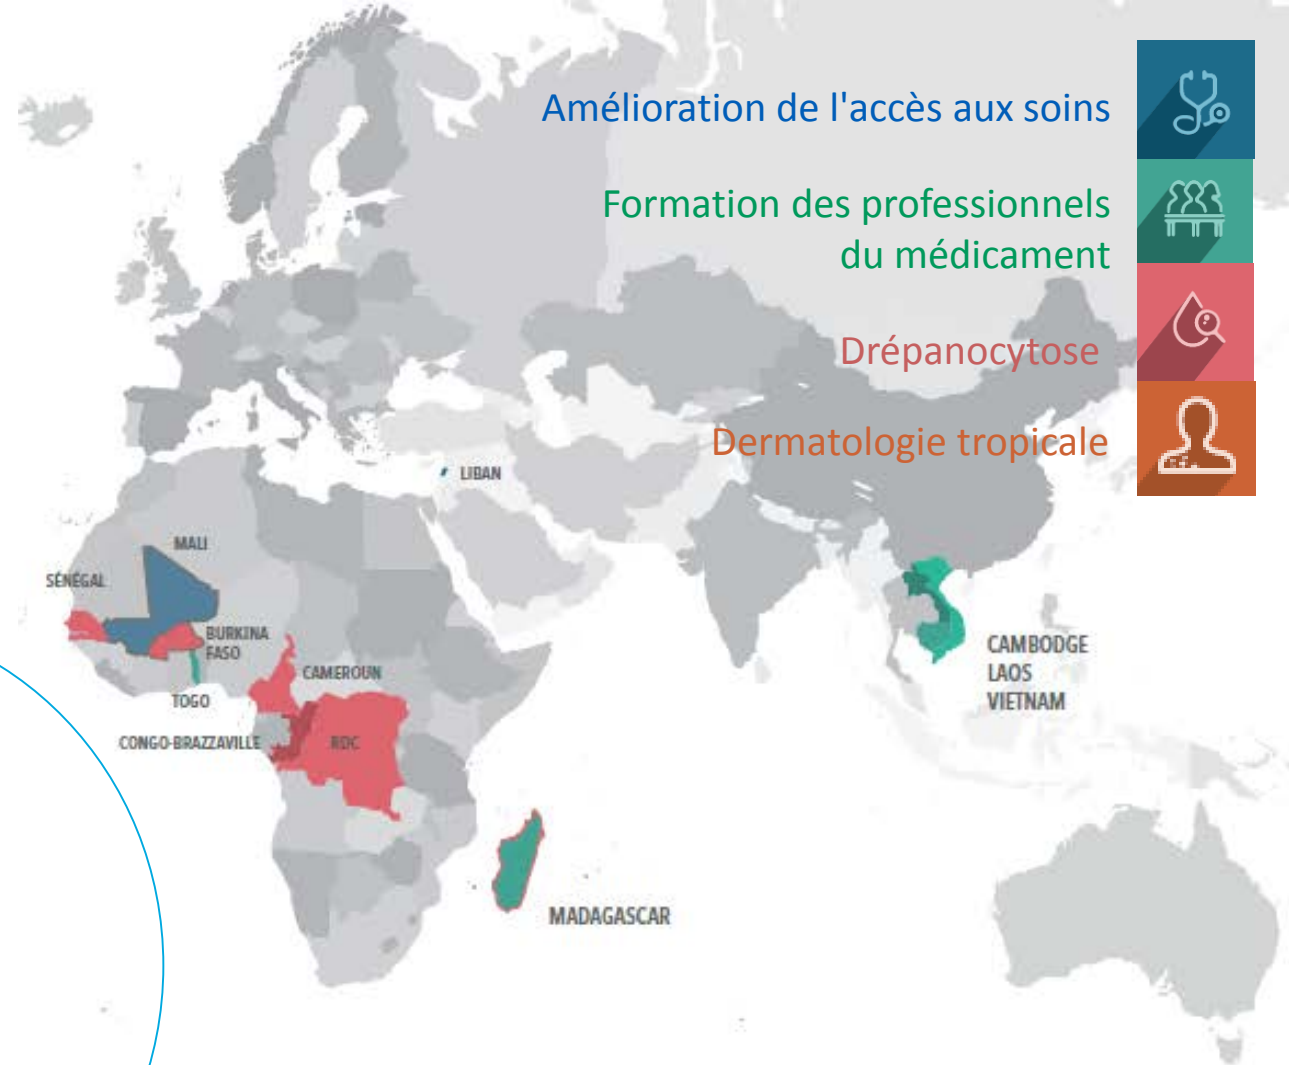 Amélioration de l'accès aux soins
Formation des professionnels
du médicament
Drépanocytose
Dermatologie tropicale
LIBAN
MALI
SÉNÉGAL
BURKINA
FASO
CAMEROUN
TOGO
CONGO-BRAZZAVILLE
RDC
CAMBODGE
LAOS
VIETNAM
MADAGASCAR